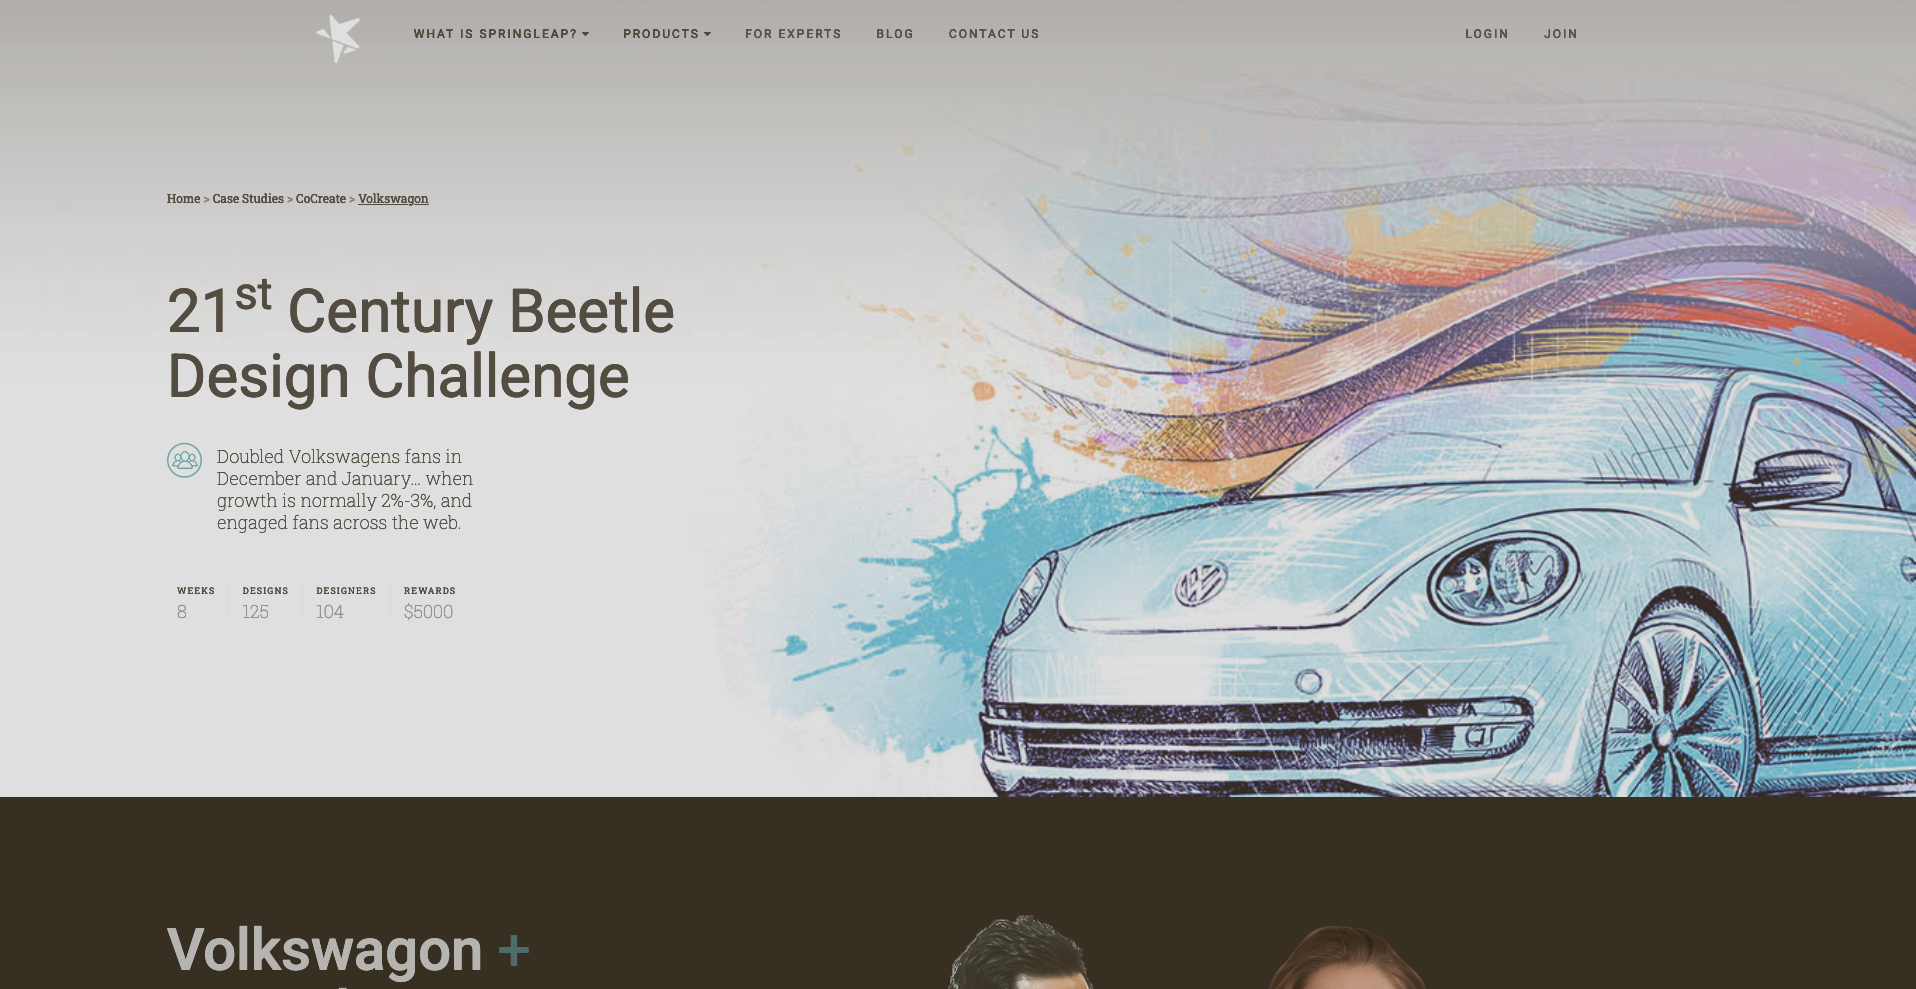 WHAT IS SPRINGLEAP? PRODUCTS FOR EXPERTS BLOG CONTACT US LOGIN JOIN
Home > Case Studies > CoCreate > Volkswagon
21st Century Beetle
Design Challenge
Doubled Volkswagens fans in
December and January... when
growth is normally 2%-3%, and
engaged fans across the web.
WEEKS DESIGNS DESIGNERS REWARDS
8 125 104 $5000
Volkswagon +